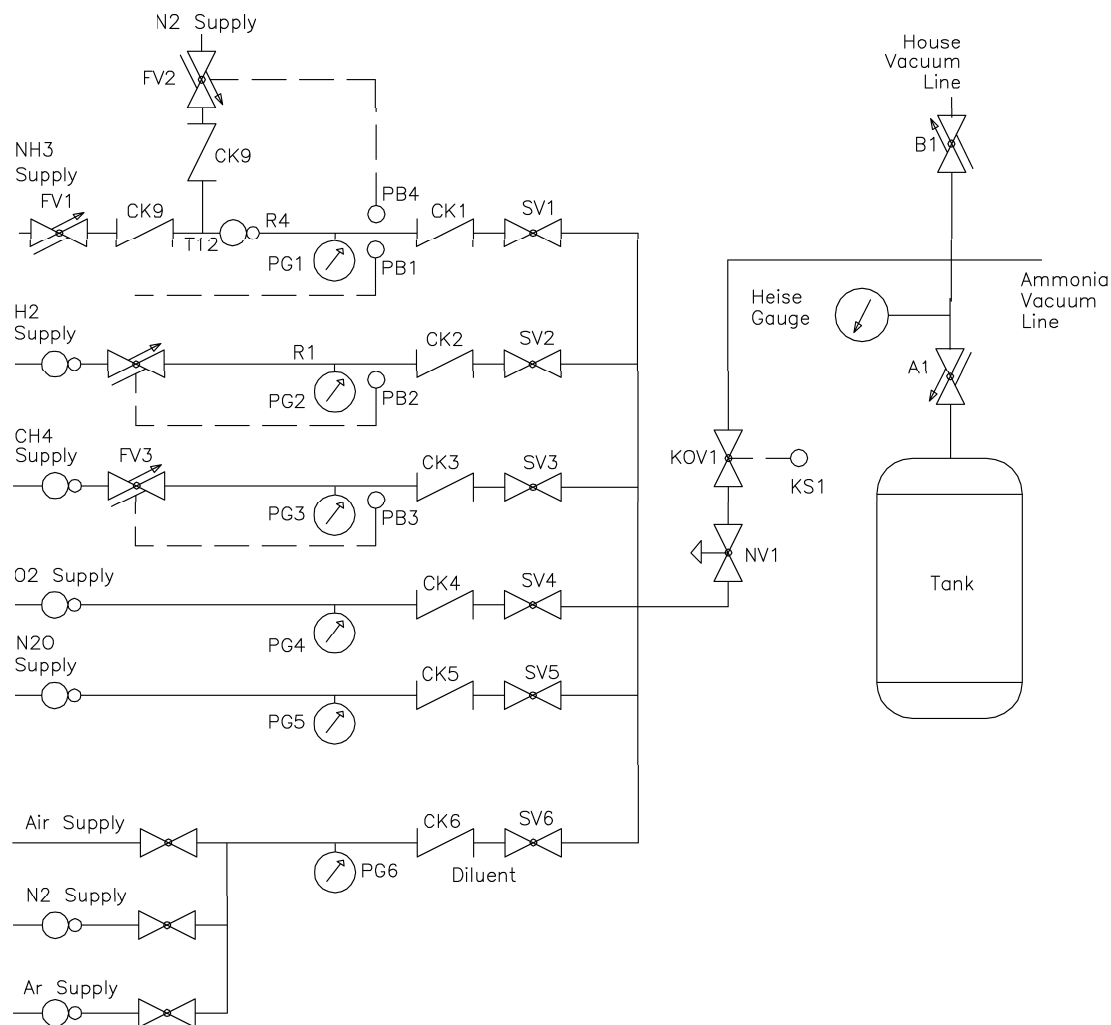 N2 Supply
House
Vacuum
Line
FV2
B1
CK9
NH3
Supply
FV1
CK9
PB4
R4
CK1
SV1
T12
PG1
PB1
Heise
Gauge
Ammonia
Vacuum
Line
H2
Supply
R1
CK2
SV2
A1
PG2
PB2
CH4
Supply
FV3
CK3
SV3
KOV1
KS1
PG3
PB3
NV1
O2 Supply
CK4
SV4
Tank
PG4
N2O
Supply
CK5
SV5
PG5
Air Supply
CK6
SV6
PG6
Diluent
N2 Supply
Ar Supply